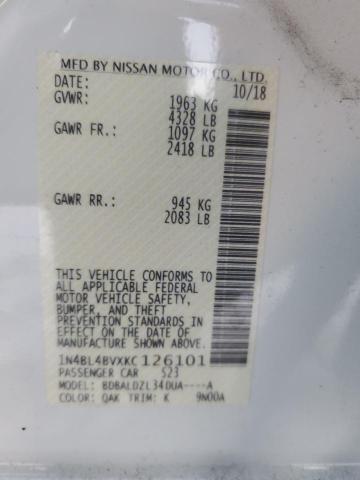 MFD BY NISSAN MOTOR CO., LTD.
DATE: 10/18
GVWR: 1963 KG
4328 LB
GAWR FR.: 1097 KG
2418 LB
GAWR RR.: 945 KG
2083 LB
THIS VEHICLE CONFORMS TO
ALL APPLICABLE FEDERAL
MOTOR VEHICLE SAFETY,
BUMPER, AND THEFT
PREVENTION STANDARDS
IN EFFECT ON THE DATE OF
MANUFACTURE SHOWN ABOVE.
1N4BL4BVXKC126101
PASSENGER CAR 523
MODEL: BDBALDZL34DUA----A
COLOR: QAK TRIM: K 9N00A